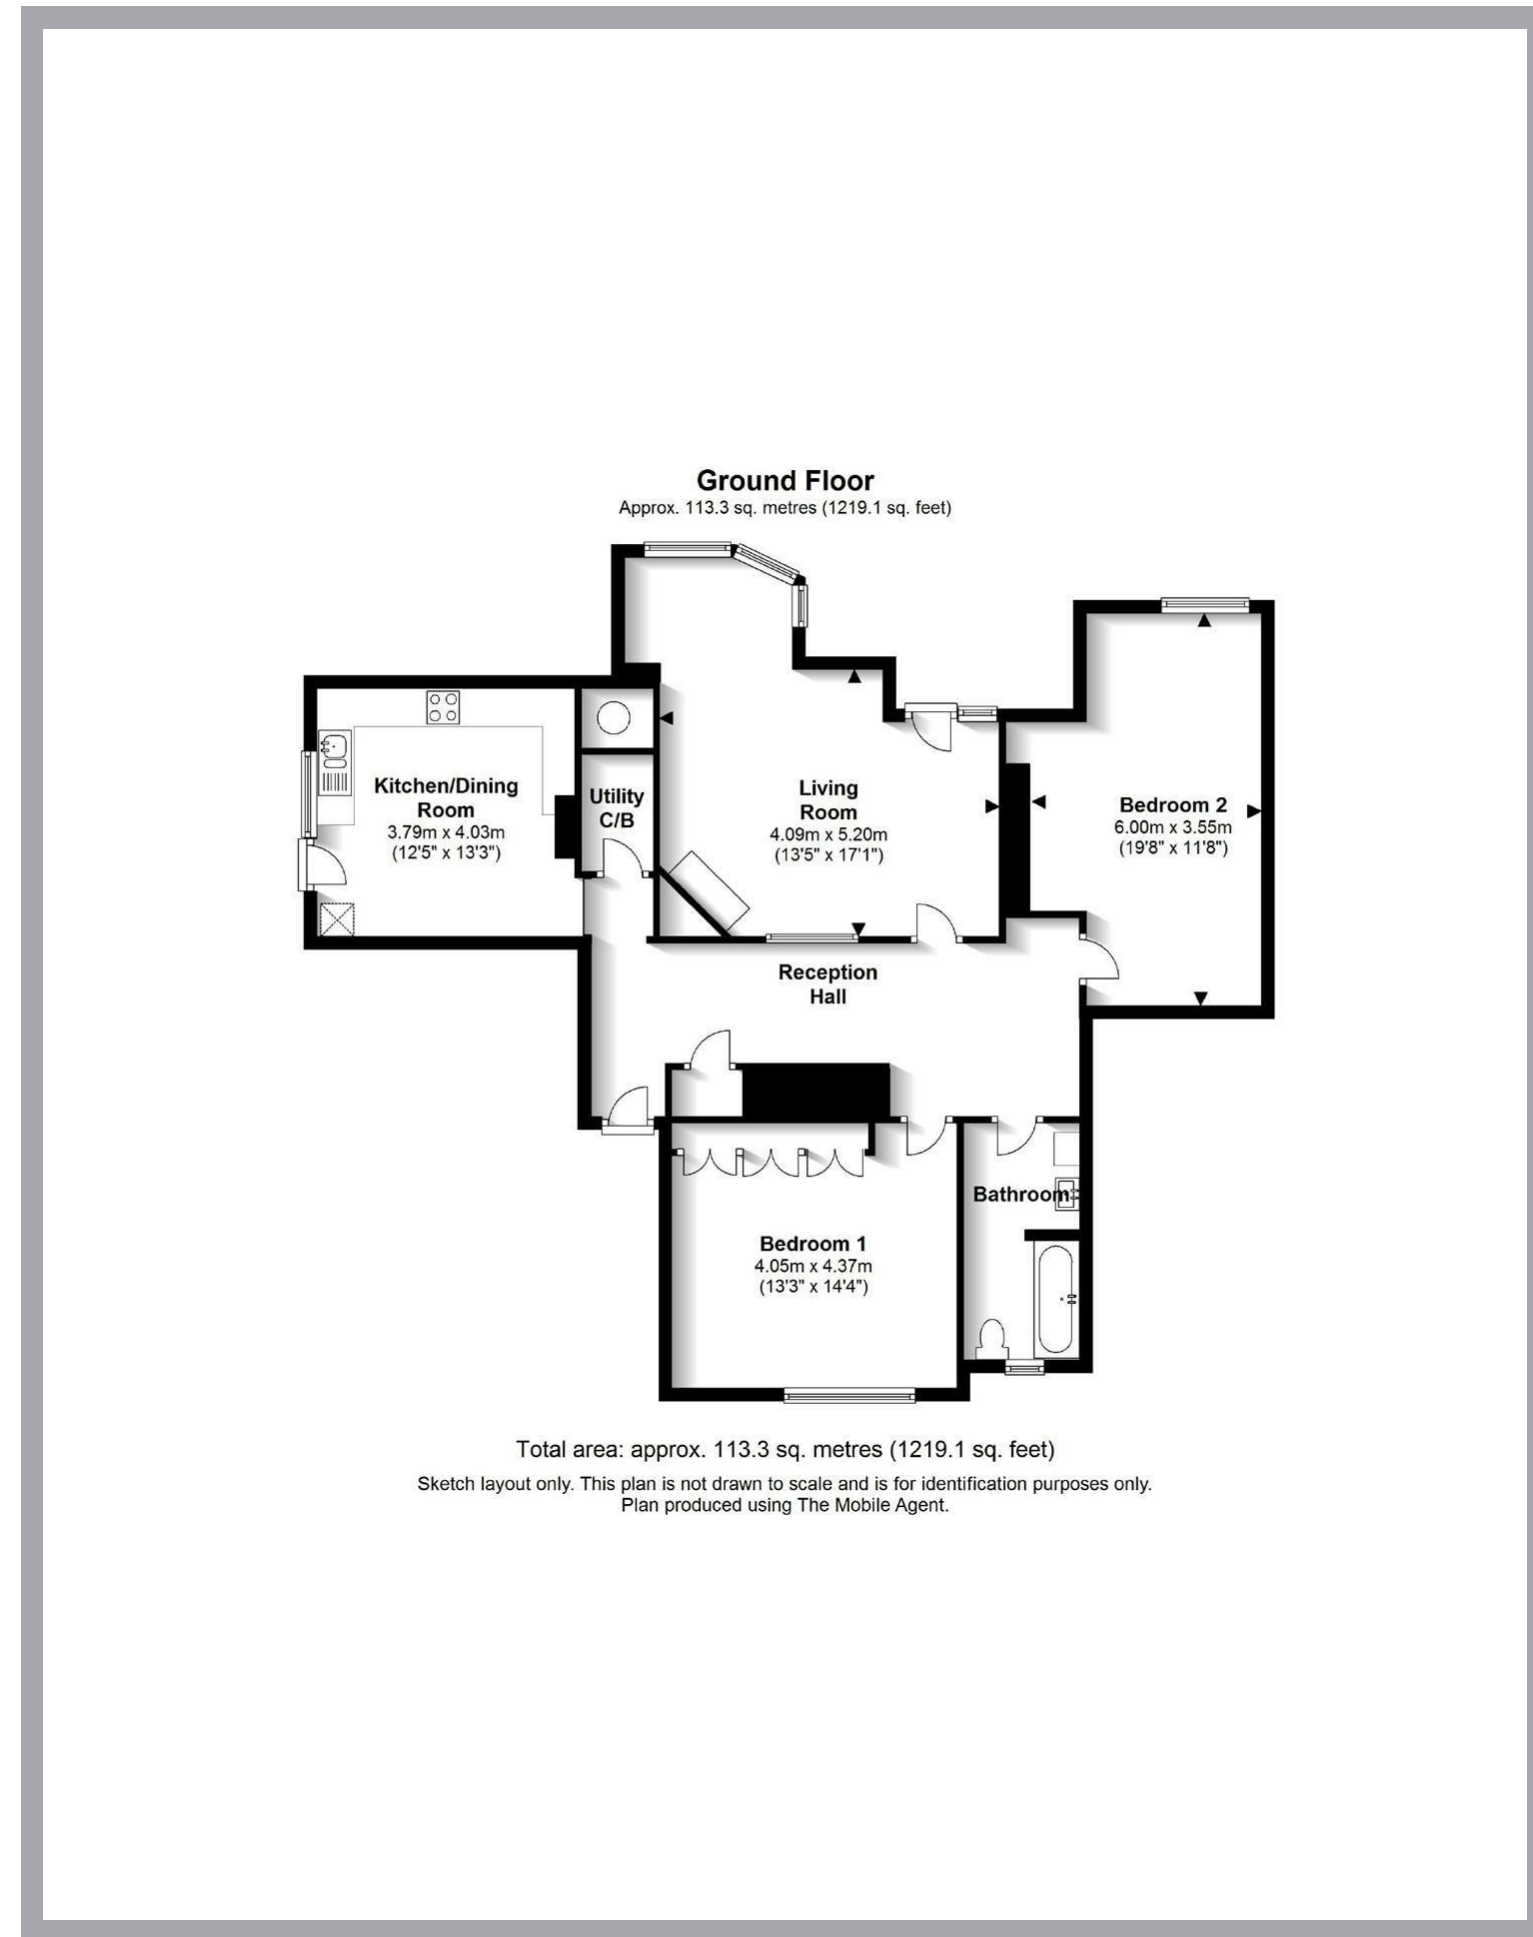 Ground Floor
Approx. 113.3 sq. metres (1219.1 sq. feet)
Kitchen/Dining
Room
3.79m x 4.03m
(12'5" x 13'3")
Utility
C/B
Living
Room
4.09m x 5.20m
(13'5" x 17'1")
Bedroom 2
6.00m x 3.55m
(19'8" x 11'8")
Reception
Hall
Bathroom
Bedroom 1
4.05m x 4.37m
(13'3" x 14'4")
Total area: approx. 113.3 sq. metres (1219.1 sq. feet)
Sketch layout only. This plan is not drawn to scale and is for identification purposes only.
Plan produced using The Mobile Agent.